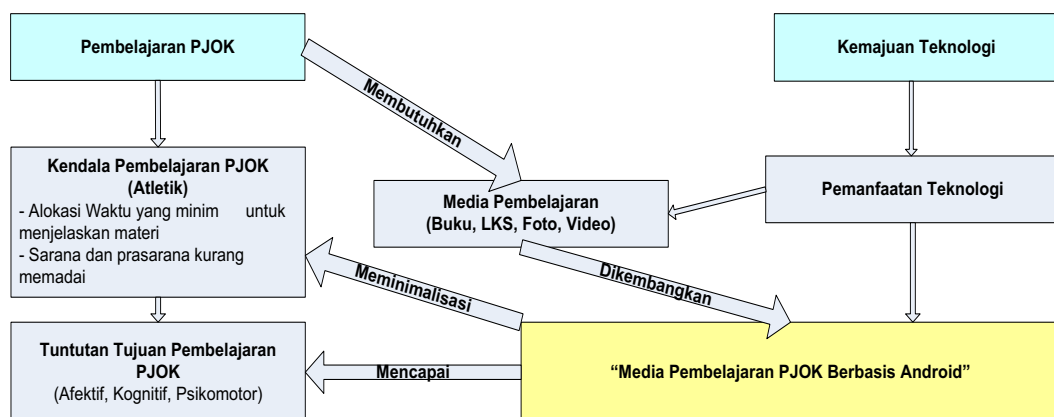 Pembelajaran PJOK
Kemajuan Teknologi
Membutuhkan
Kendala Pembelajaran PJOK
(Atletik)
- Alokasi Waktu yang minim untuk
menjelaskan materi
- Sarana dan prasarana kurang
memadai
Media Pembelajaran
(Buku, LKS, Foto, Video)
Pemanfaatan Teknologi
Meminimalisasi
Dikembangkan
Tuntutan Tujuan Pembelajaran
PJOK
(Afektif, Kognitif, Psikomotor)
Mencapai
“Media Pembelajaran PJOK Berbasis Android”